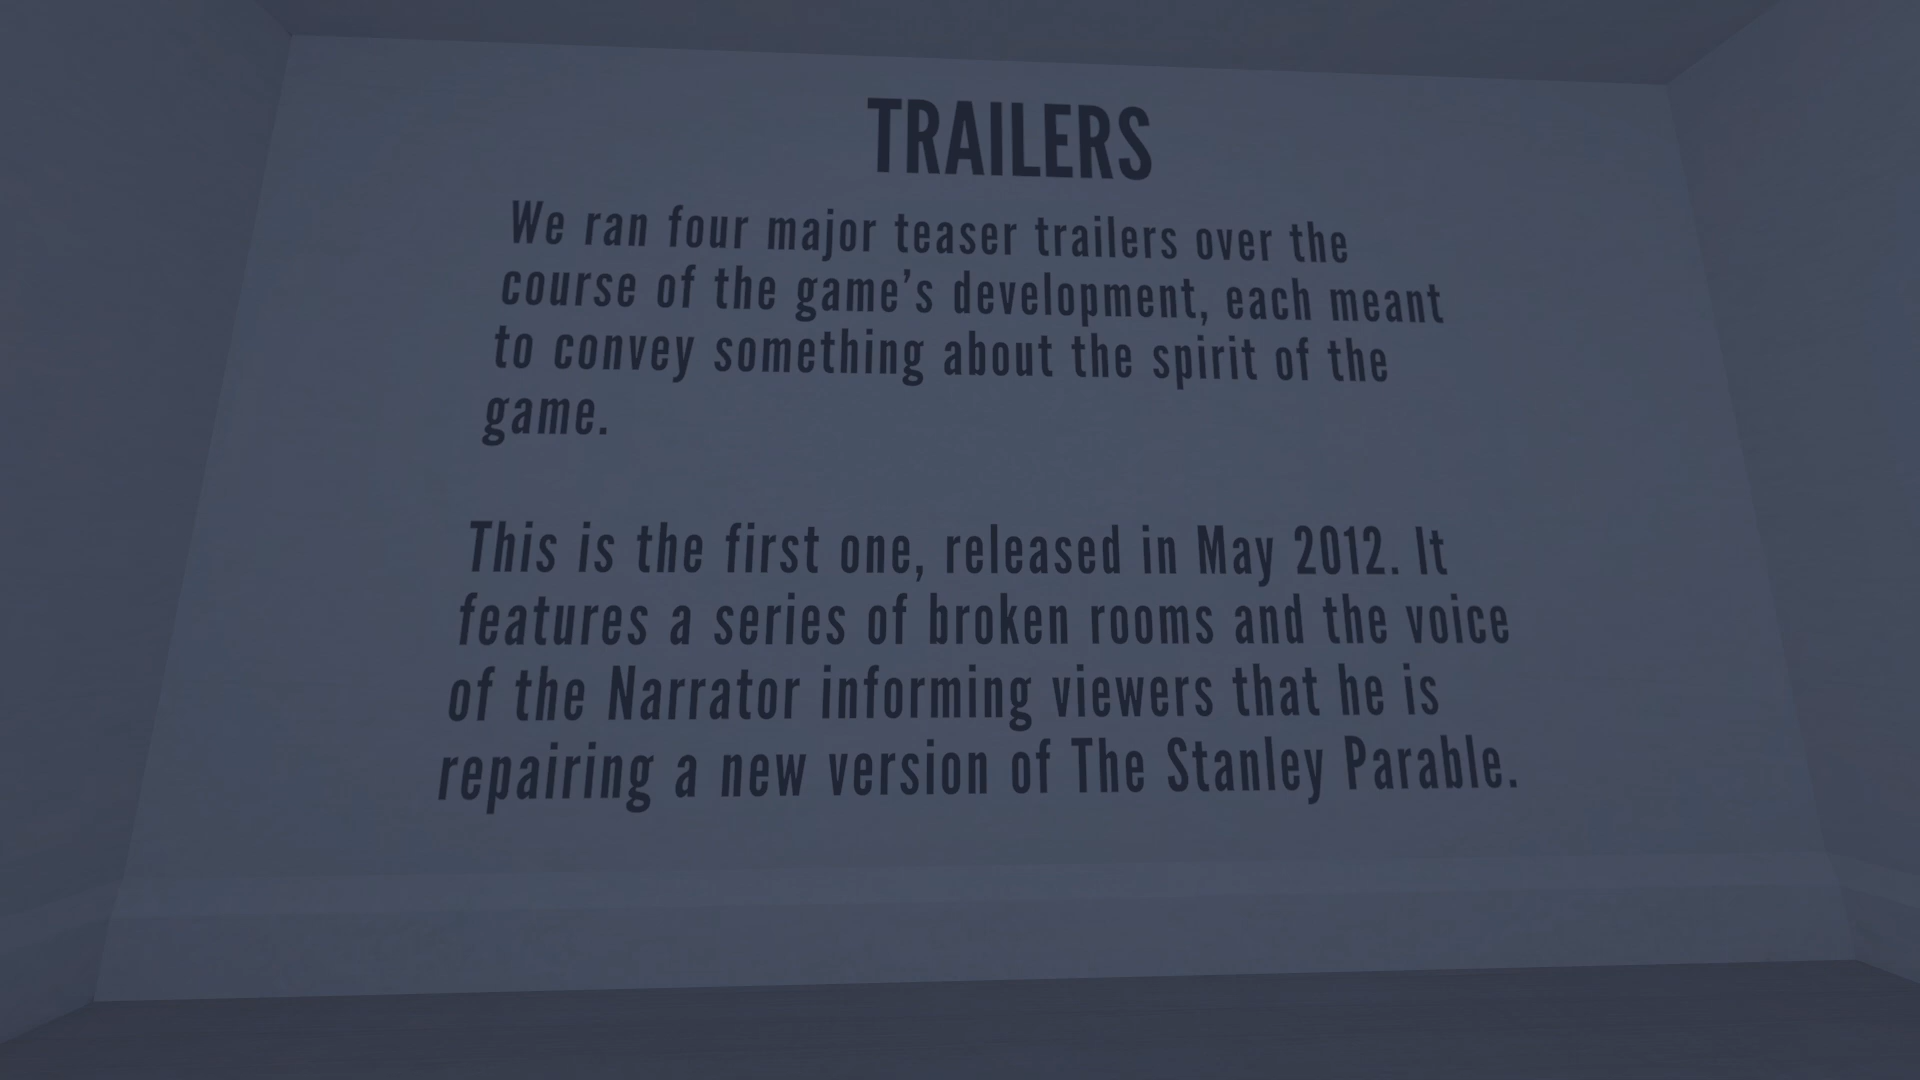 TRAILERS
We ran four major teaser trailers over the
course of the game’s development, each meant
to convey something about the spirit of the
game.
This is the first one, released in May 2012. It
features a series of broken rooms and the voice
of the Narrator informing viewers that he is
repairing a new version of The Stanley Parable.